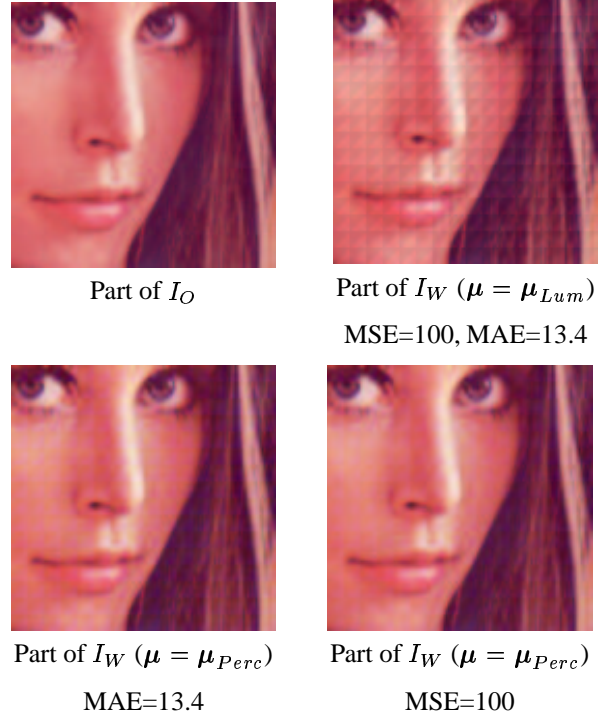 Part of I_O
Part of I_W (μ = μ_Lum)
MSE=100, MAE=13.4
Part of I_W (μ = μ_Perc)
MAE=13.4
Part of I_W (μ = μ_Perc)
MSE=100